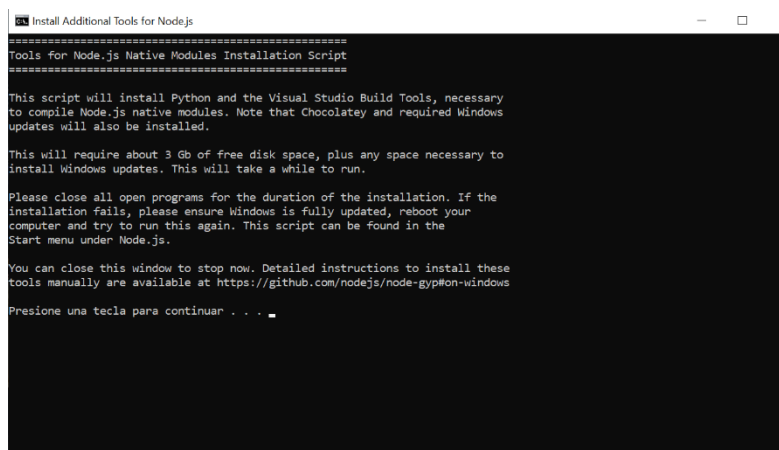 Install Additional Tools for Node.js
====================================================
Tools for Node.js Native Modules Installation Script
====================================================
This script will install Python and the Visual Studio Build Tools, necessary
to compile Node.js native modules. Note that Chocolatey and required Windows
updates will also be installed.
This will require about 3 Gb of free disk space, plus any space necessary to
install Windows updates. This will take a while to run.
Please close all open programs for the duration of the installation. If the
installation fails, please ensure Windows is fully updated, reboot your
computer and try to run this again. This script can be found in the
Start menu under Node.js.
You can close this window to stop now. Detailed instructions to install these
tools manually are available at https://github.com/nodejs/node-gyp#on-windows
Presione una tecla para continuar . . .